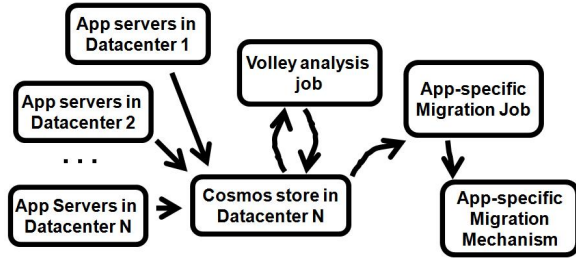 App servers in
Datacenter 1
Volley analysis
job
App-specific
Migration Job
App servers in
Datacenter 2
. . .
App Servers in
Datacenter N
Cosmos store in
Datacenter N
App-specific
Migration
Mechanism